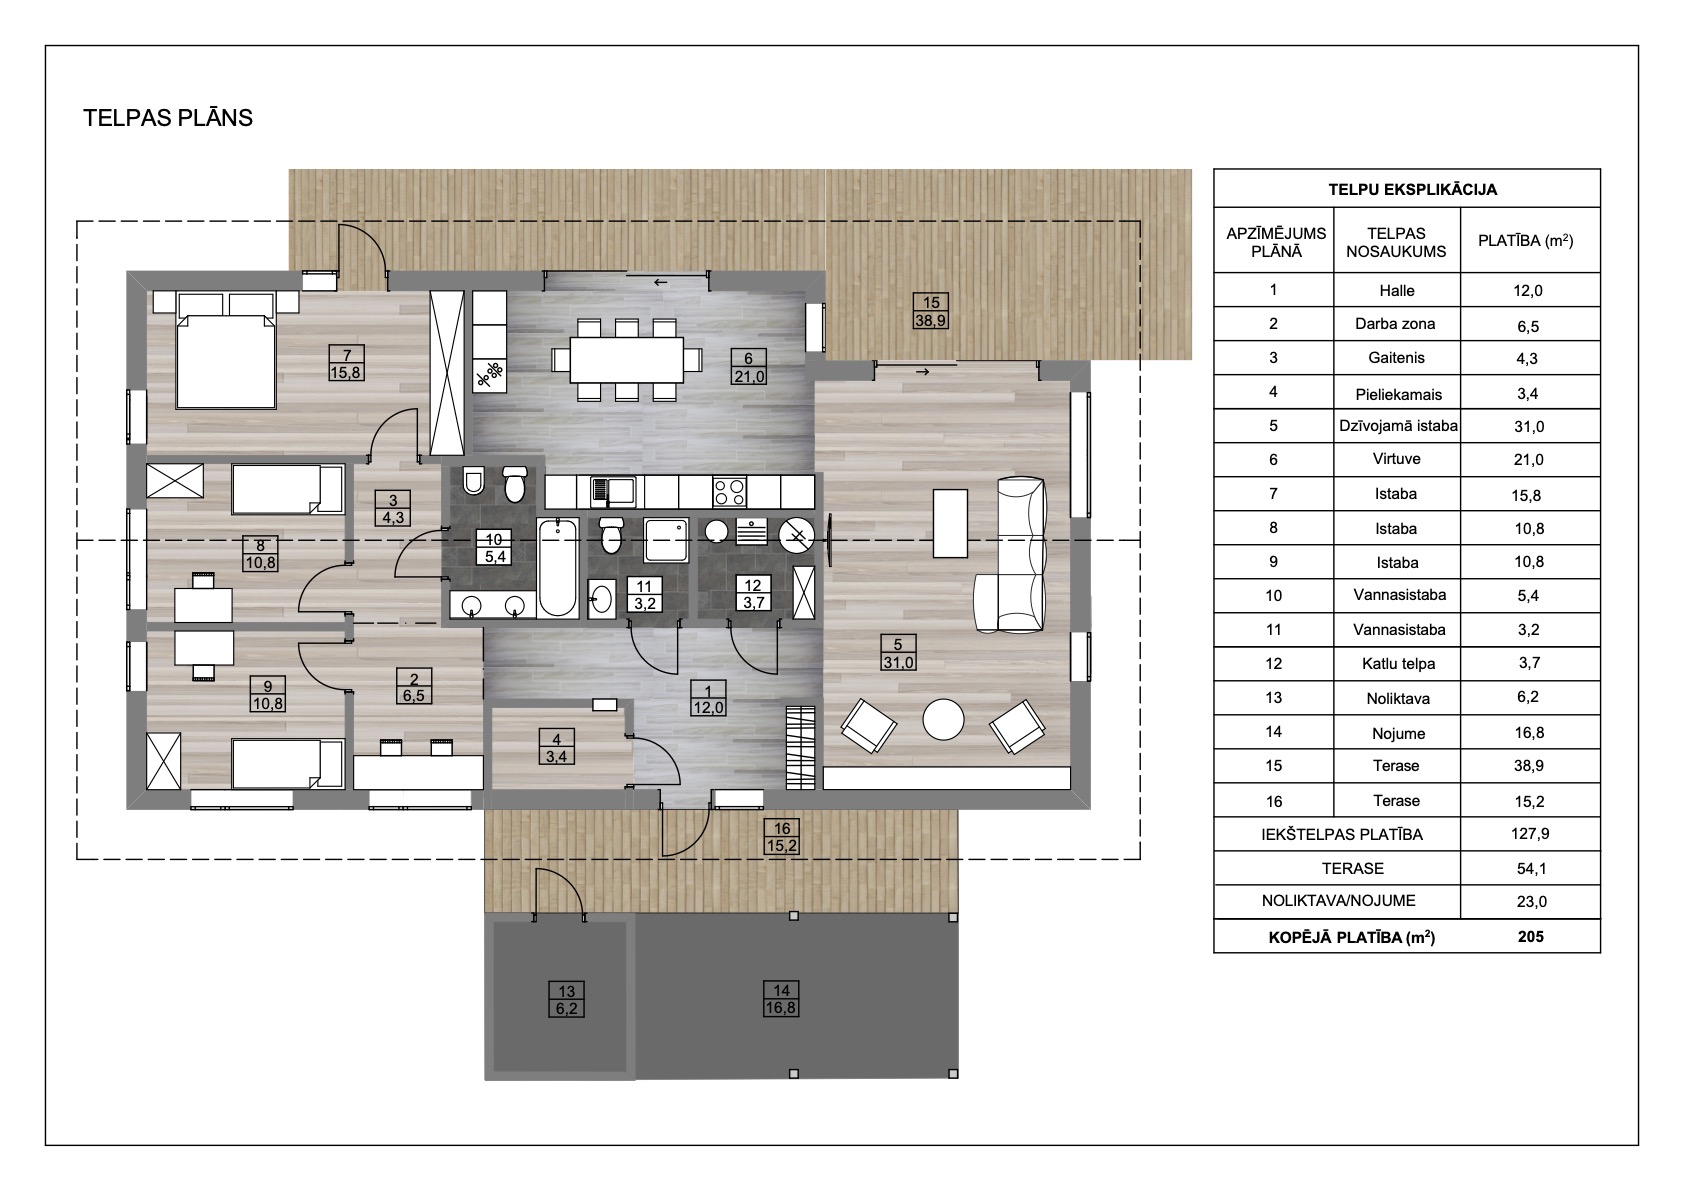 TELPAS PLĀNS
TELPU EKSPLIKĀCIJA
APZĪMĒJUMS PLĀNĀ TELPAS NOSAUKUMS PLATĪBA (m²)
1 Halle 12,0
2 Darba zona 6,5
3 Gaitenis 4,3
4 Pieliekamais 3,4
5 Dzīvojamā istaba 31,0
6 Virtuve 21,0
7 Istaba 15,8
8 Istaba 10,8
9 Istaba 10,8
10 Vannasistaba 5,4
11 Vannasistaba 3,2
12 Katlu telpa 3,7
13 Noliktava 6,2
14 Nojume 16,8
15 Terase 38,9
16 Terase 15,2
IEKŠTELPAS PLATĪBA 127,9
TERASE 54,1
NOLIKTAVA/NOJUME 23,0
KOPĒJĀ PLATĪBA (m²) 205
15
38,9
7
15,8
6
21,0
3
4,3
8
10,8
10
5,4
11
3,2
12
3,7
5
31,0
9
10,8
2
6,5
1
12,0
4
3,4
16
15,2
13
6,2
14
16,8